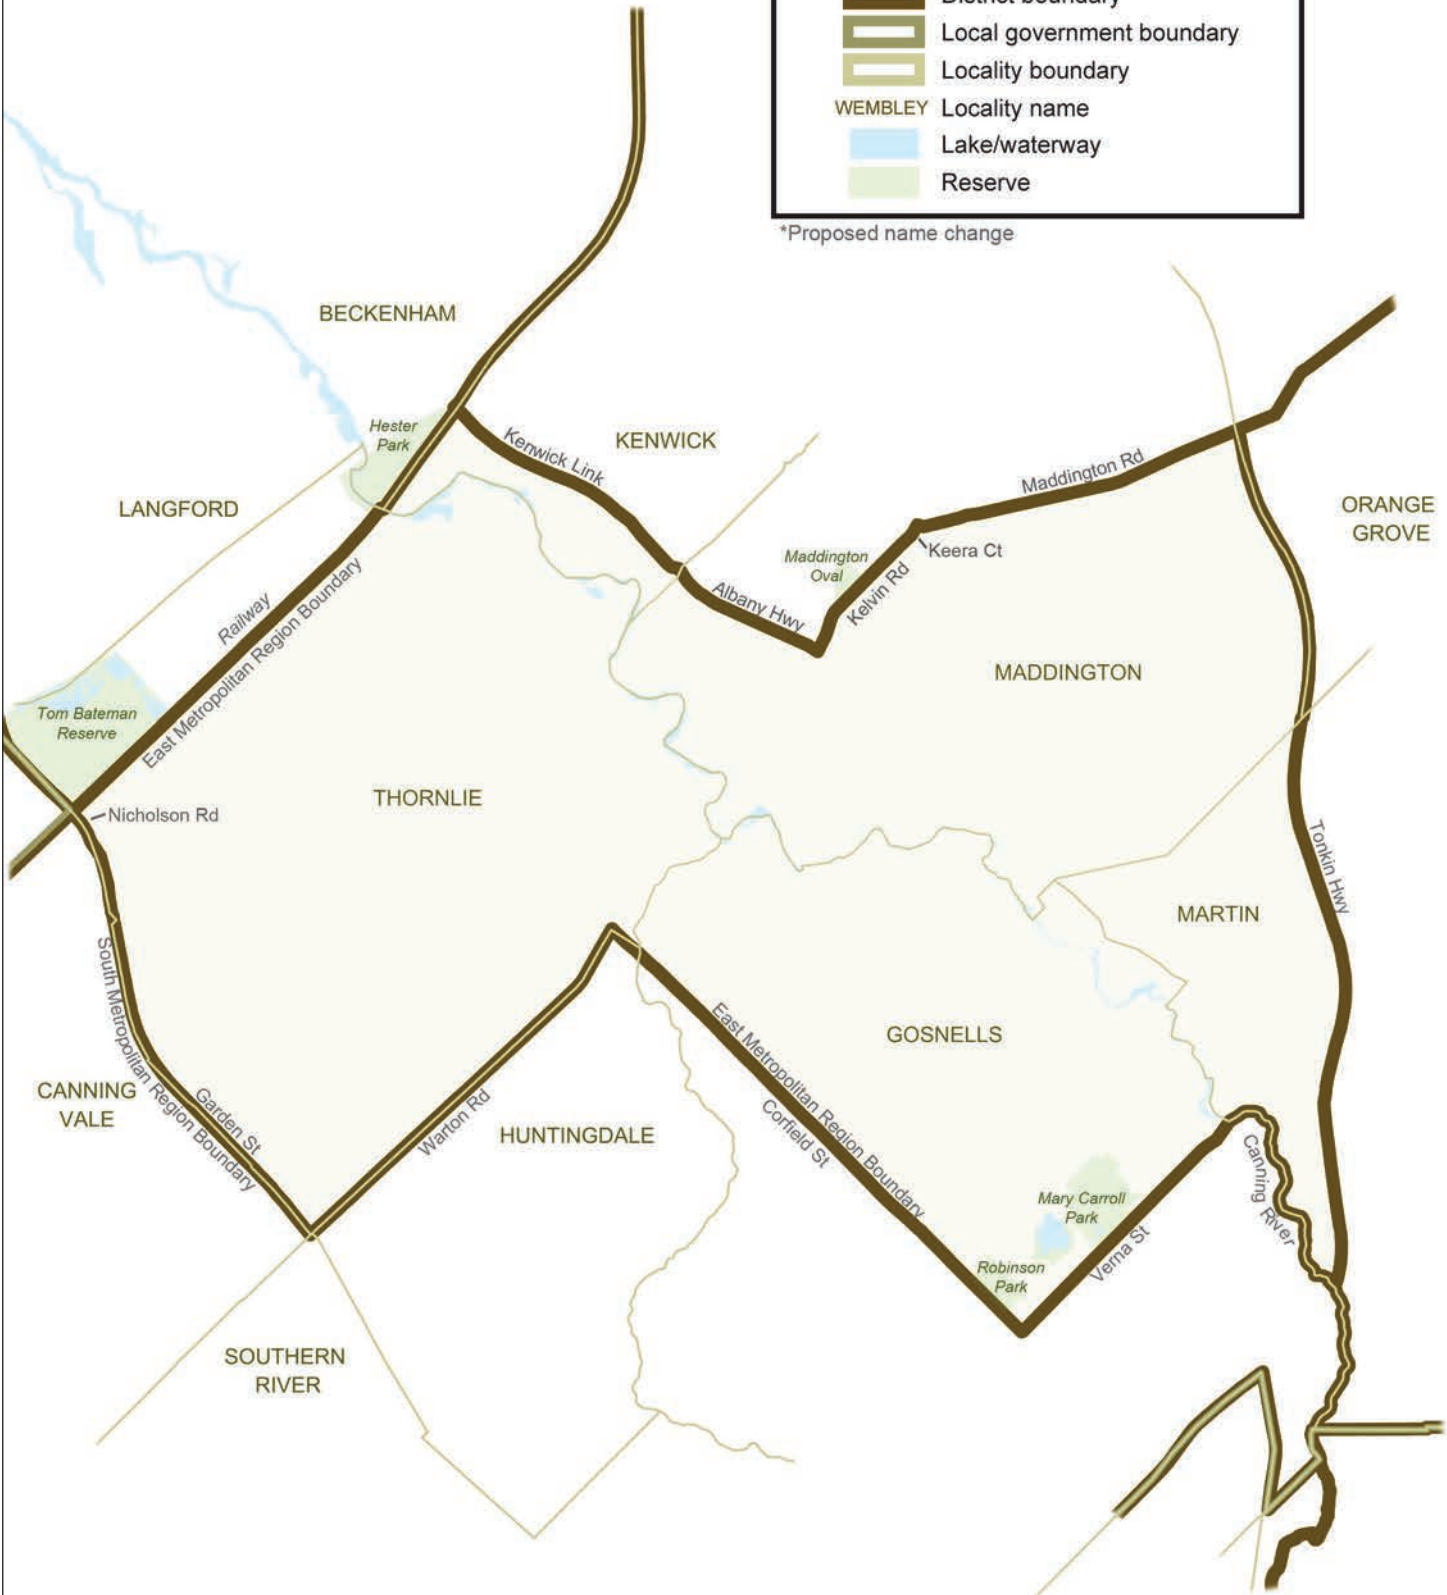 District boundary
Local government boundary
Locality boundary
WEMBLEY Locality name
Lake/waterway
Reserve
*Proposed name change
BECKENHAM
Hester
Park
KENWICK
Kenwick Link
Maddington Rd
LANGFORD
ORANGE
GROVE
Keera Ct
Maddington
Oval
Kelvin Rd
Albany Hwy
Railway
East Metropolitan Region Boundary
MADDINGTON
Tom Bateman
Reserve
THORNLIE
Nicholson Rd
Tonkin Hwy
MARTIN
South Metropolitan Region Boundary
Garden St
GOSNELLS
East Metropolitan Region Boundary
Corfield St
CANNING
VALE
Warton Rd
HUNTINGDALE
Canning River
Mary Carroll
Park
Verna St
Robinson
Park
SOUTHERN
RIVER